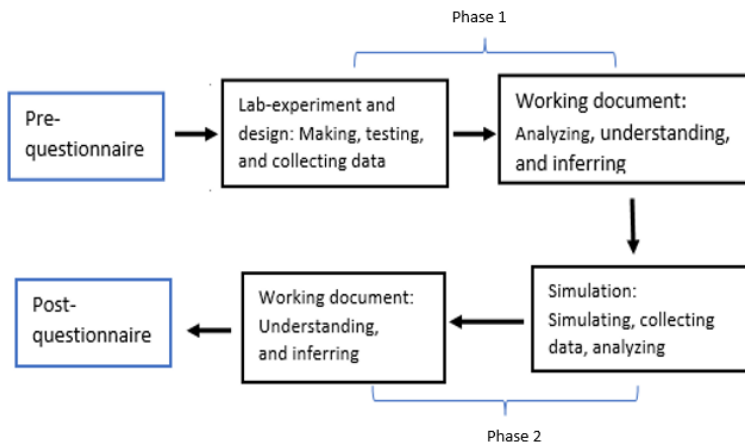 Phase 1
Pre-
questionnaire
Lab-experiment and
design: Making, testing,
and collecting data
Working document:
Analyzing, understanding,
and inferring
Simulation:
Simulating, collecting
data, analyzing
Working document:
Understanding,
and inferring
Post-
questionnaire
Phase 2